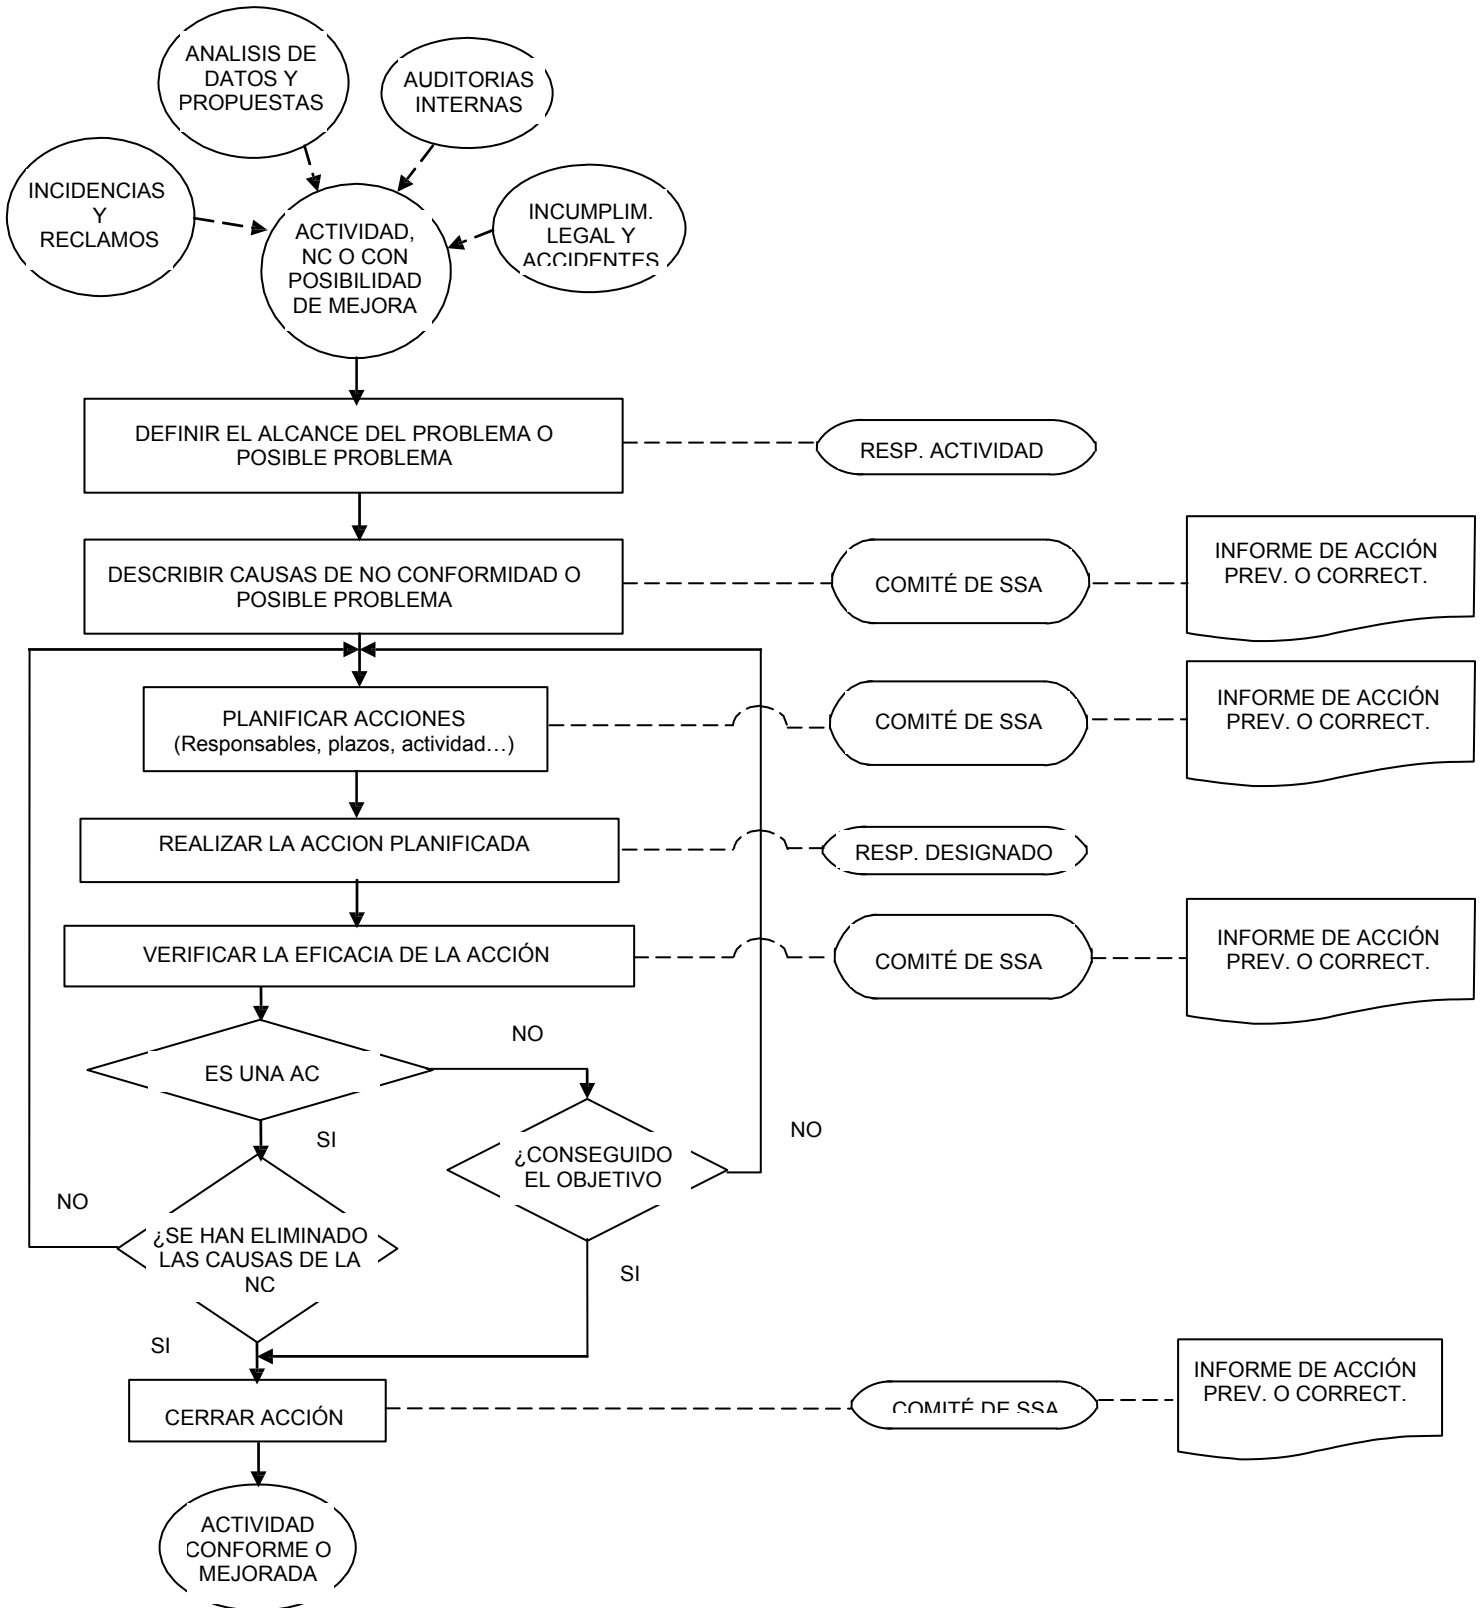 ANALISIS DE
DATOS Y
PROPUESTAS
AUDITORIAS
INTERNAS
INCIDENCIAS
Y
RECLAMOS
ACTIVIDAD,
NC O CON
POSIBILIDAD
DE MEJORA
INCUMPLIM.
LEGAL Y
ACCIDENTES
DEFINIR EL ALCANCE DEL PROBLEMA O
POSIBLE PROBLEMA
RESP. ACTIVIDAD
DESCRIBIR CAUSAS DE NO CONFORMIDAD O
POSIBLE PROBLEMA
COMITÉ DE SSA
INFORME DE ACCIÓN
PREV. O CORRECT.
PLANIFICAR ACCIONES
(Responsables, plazos, actividad…)
COMITÉ DE SSA
INFORME DE ACCIÓN
PREV. O CORRECT.
REALIZAR LA ACCION PLANIFICADA
RESP. DESIGNADO
VERIFICAR LA EFICACIA DE LA ACCIÓN
COMITÉ DE SSA
INFORME DE ACCIÓN
PREV. O CORRECT.
ES UNA AC
NO
SI
¿CONSEGUIDO
EL OBJETIVO
NO
NO
¿SE HAN ELIMINADO
LAS CAUSAS DE LA
NC
SI
SI
CERRAR ACCIÓN
COMITÉ DE SSA
INFORME DE ACCIÓN
PREV. O CORRECT.
ACTIVIDAD
CONFORME O
MEJORADA